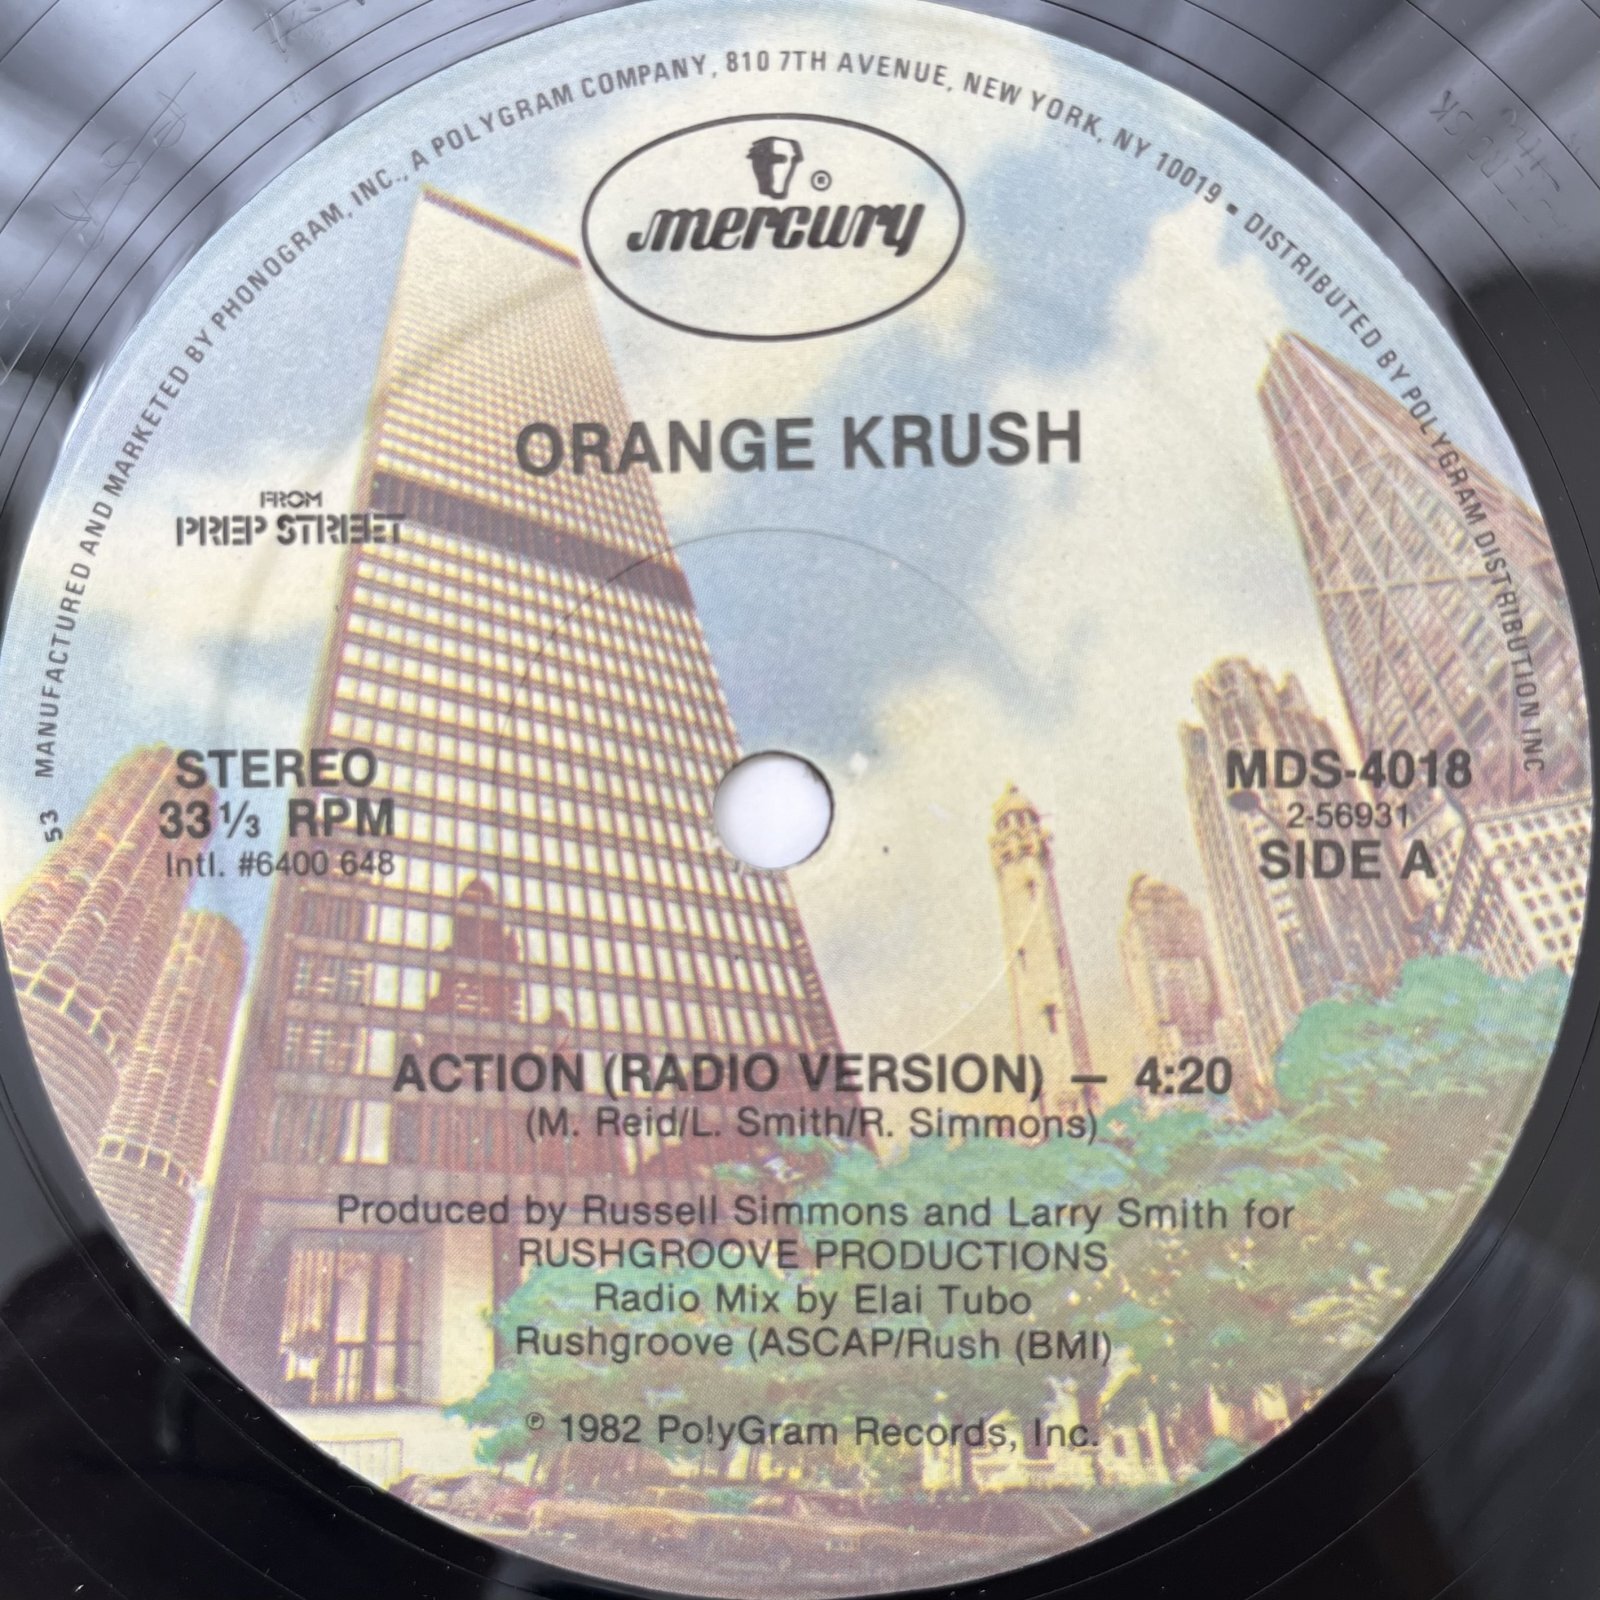 MANUFACTURED AND MARKETED BY PHONOGRAM, INC., A POLYGRAM COMPANY, 810 7TH AVENUE, NEW YORK, NY 10019 ▪ DISTRIBUTED BY POLYGRAM DISTRIBUTION INC
53
®
mercury
ORANGE KRUSH
FROM
PREP STREET
STEREO
33 ⅓ RPM
Intl. #6400 648
MDS-4018
2-56931
SIDE A
ACTION (RADIO VERSION) — 4:20
(M. Reid/L. Smith/R. Simmons)
Produced by Russell Simmons and Larry Smith for
RUSHGROOVE PRODUCTIONS
Radio Mix by Elai Tubo
Rushgroove (ASCAP/Rush (BMI)
℗ 1982 PolyGram Records, Inc.